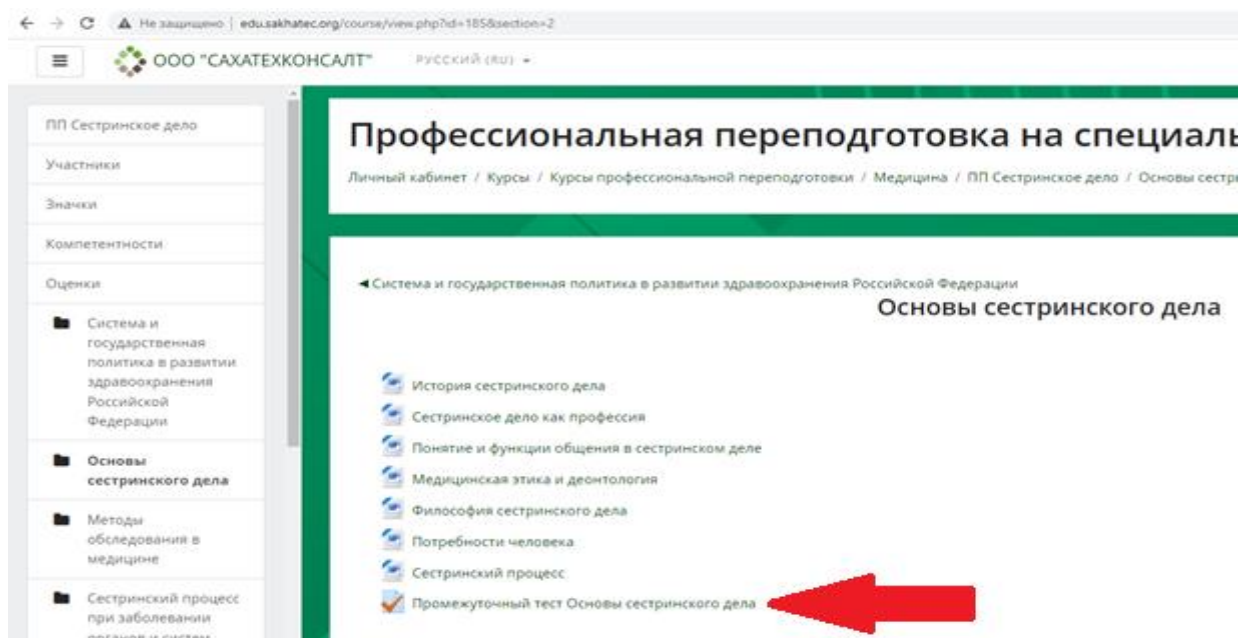 Не защищено | edu.sakhatec.org/course/view.php?id=185&section=2
ООО "САХАТЕХКОНСАЛТ" РУССКИЙ (RU)
ПП Сестринское дело
Участники
Значки
Компетентности
Оценки
Система и
государственная
политика в развитии
здравоохранения
Российской
Федерации
Основы
сестринского дела
Методы
обследования в
медицине
Сестринский процесс
при заболевании
органов и систем
Профессиональная переподготовка на специаль
Личный кабинет / Курсы / Курсы профессиональной переподготовки / Медицина / ПП Сестринское дело / Основы сестр
◄Система и государственная политика в развитии здравоохранения Российской Федерации
Основы сестринского дела
История сестринского дела
Сестринское дело как профессия
Понятие и функции общения в сестринском деле
Медицинская этика и деонтология
Философия сестринского дела
Потребности человека
Сестринский процесс
Промежуточный тест Основы сестринского дела